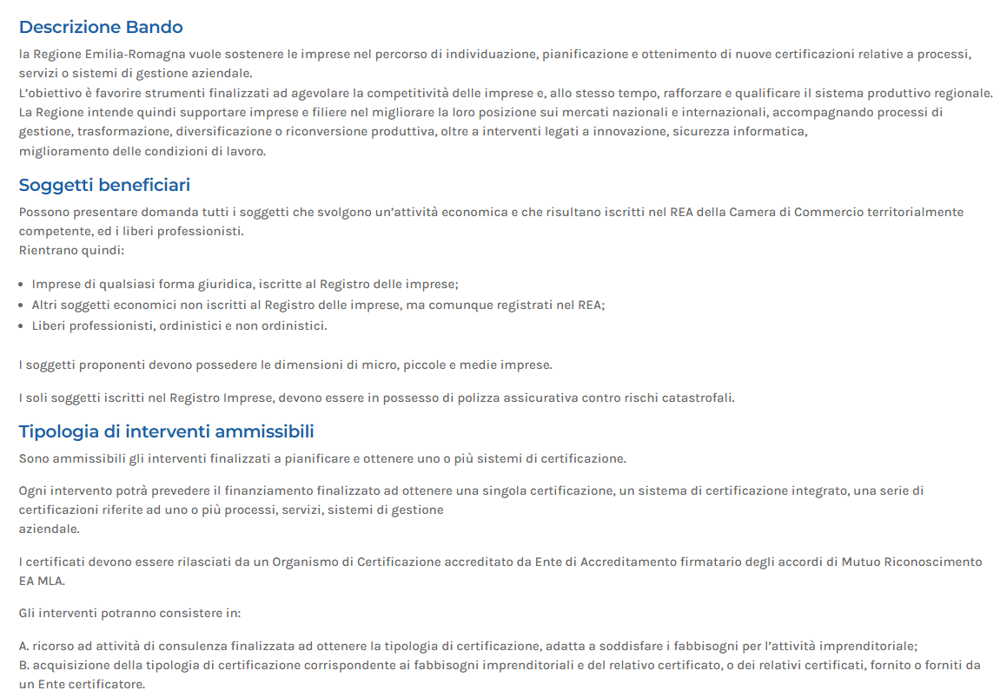 Descrizione Bando
la Regione Emilia-Romagna vuole sostenere le imprese nel percorso di individuazione, pianificazione e ottenimento di nuove certificazioni relative a processi,
servizi o sistemi di gestione aziendale.
L’obiettivo è favorire strumenti finalizzati ad agevolare la competitività delle imprese e, allo stesso tempo, rafforzare e qualificare il sistema produttivo regionale.
La Regione intende quindi supportare imprese e filiere nel migliorare la loro posizione sui mercati nazionali e internazionali, accompagnando processi di
gestione, trasformazione, diversificazione o riconversione produttiva, oltre a interventi legati a innovazione, sicurezza informatica,
miglioramento delle condizioni di lavoro.
Soggetti beneficiari
Possono presentare domanda tutti i soggetti che svolgono un’attività economica e che risultano iscritti nel REA della Camera di Commercio territorialmente
competente, ed i liberi professionisti.
Rientrano quindi:
• Imprese di qualsiasi forma giuridica, iscritte al Registro delle imprese;
• Altri soggetti economici non iscritti al Registro delle imprese, ma comunque registrati nel REA;
• Liberi professionisti, ordinistici e non ordinistici.
I soggetti proponenti devono possedere le dimensioni di micro, piccole e medie imprese.
I soli soggetti iscritti nel Registro Imprese, devono essere in possesso di polizza assicurativa contro rischi catastrofali.
Tipologia di interventi ammissibili
Sono ammissibili gli interventi finalizzati a pianificare e ottenere uno o più sistemi di certificazione.
Ogni intervento potrà prevedere il finanziamento finalizzato ad ottenere una singola certificazione, un sistema di certificazione integrato, una serie di
certificazioni riferite ad uno o più processi, servizi, sistemi di gestione
aziendale.
I certificati devono essere rilasciati da un Organismo di Certificazione accreditato da Ente di Accreditamento firmatario degli accordi di Mutuo Riconoscimento
EA MLA.
Gli interventi potranno consistere in:
A. ricorso ad attività di consulenza finalizzata ad ottenere la tipologia di certificazione, adatta a soddisfare i fabbisogni per l’attività imprenditoriale;
B. acquisizione della tipologia di certificazione corrispondente ai fabbisogni imprenditoriali e del relativo certificato, o dei relativi certificati, fornito o forniti da
un Ente certificatore.